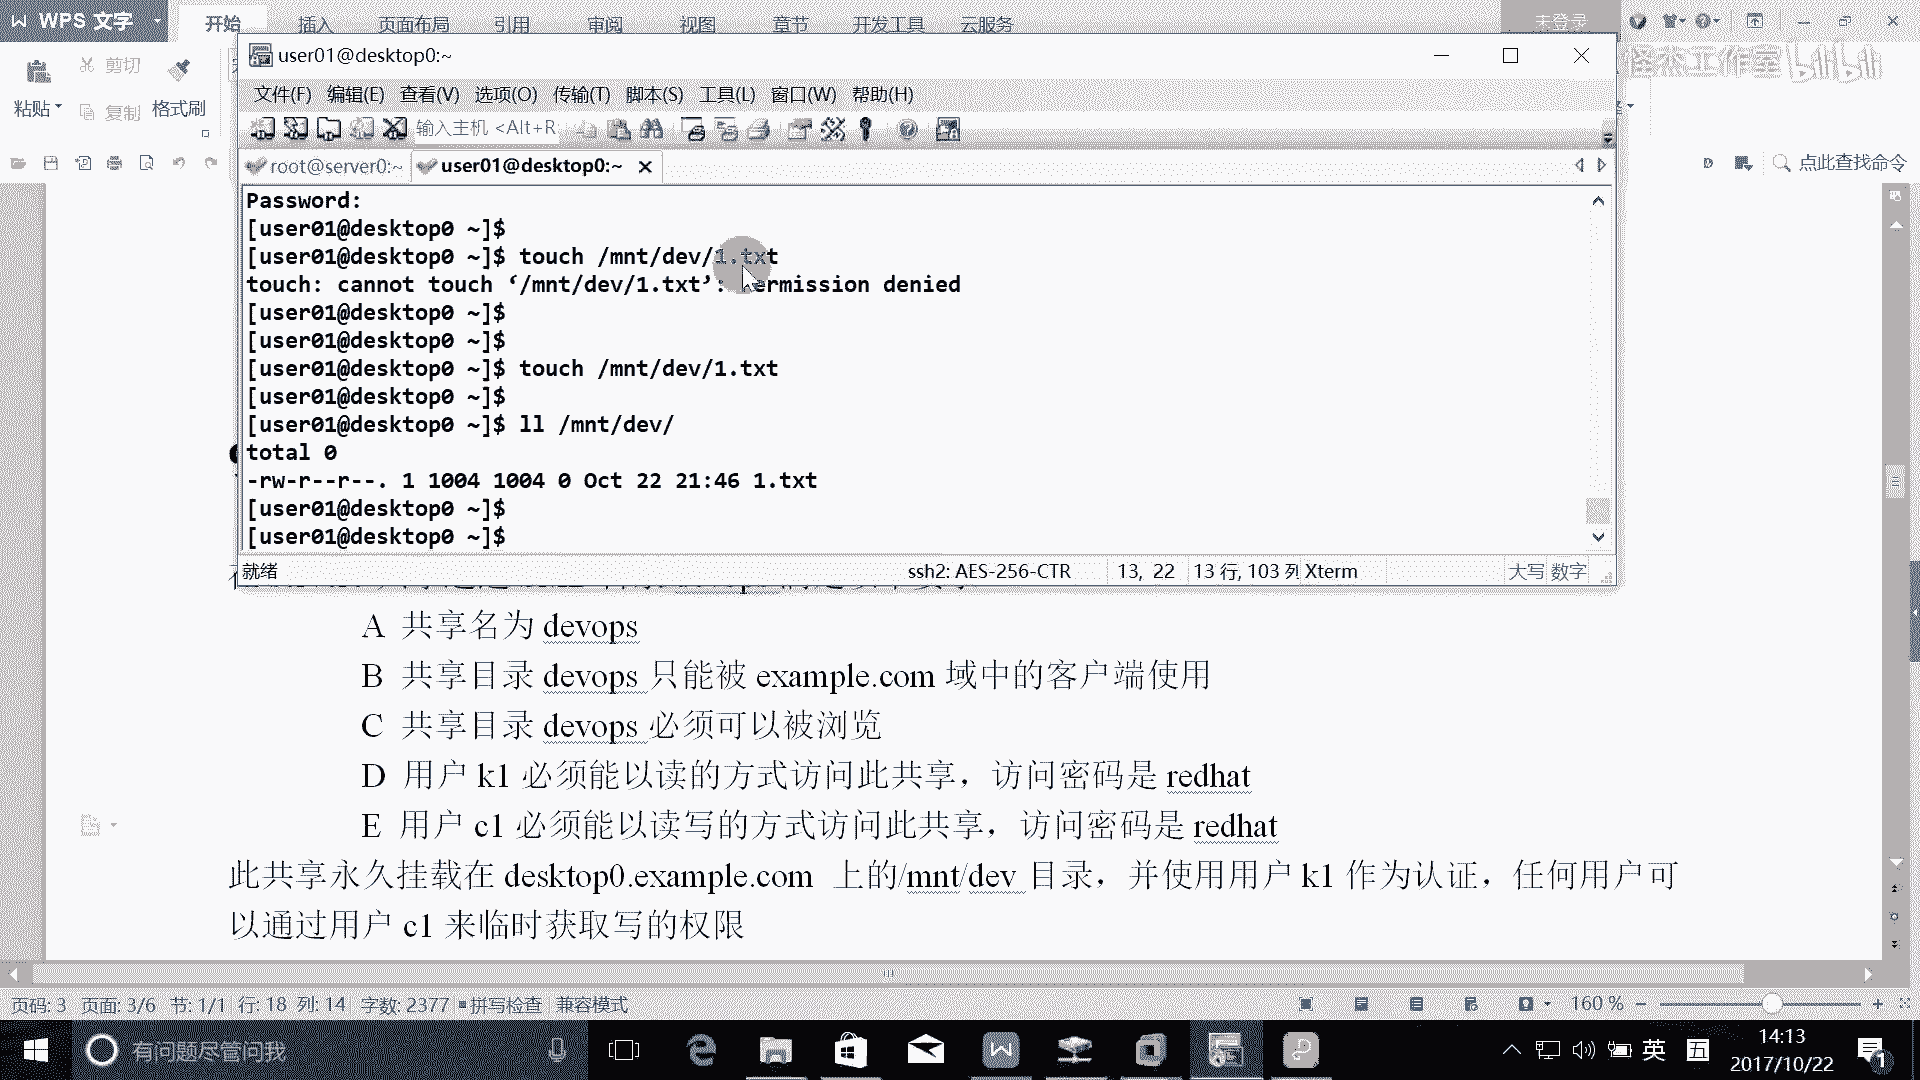 WPS 文字
开始 插入 页面布局 引用 审阅 视图 章节 开发工具 云服务 未登录
粘贴 剪切 复制 格式刷
点此查找命令
怪杰工作室 bilibili
user01@desktop0:~
文件(F) 编辑(E) 查看(V) 选项(O) 传输(T) 脚本(S) 工具(L) 窗口(W) 帮助(H)
输入主机 <Alt+R
root@server0:~ user01@desktop0:~
Password:
[user01@desktop0 ~]$
[user01@desktop0 ~]$ touch /mnt/dev/1.txt
touch: cannot touch ‘/mnt/dev/1.txt’: Permission denied
[user01@desktop0 ~]$
[user01@desktop0 ~]$
[user01@desktop0 ~]$ touch /mnt/dev/1.txt
[user01@desktop0 ~]$
[user01@desktop0 ~]$ ll /mnt/dev/
total 0
-rw-r--r--. 1 1004 1004 0 Oct 22 21:46 1.txt
[user01@desktop0 ~]$
[user01@desktop0 ~]$
就绪 ssh2: AES-256-CTR 13, 22 13 行, 103 列 Xterm 大写 数字
A 共享名为 devops
B 共享目录 devops 只能被 example.com 域中的客户端使用
C 共享目录 devops 必须可以被浏览
D 用户 k1 必须能以读的方式访问此共享，访问密码是 redhat
E 用户 c1 必须能以读写的方式访问此共享，访问密码是 redhat
此共享永久挂载在 desktop0.example.com 上的/mnt/dev 目录，并使用用户 k1 作为认证，任何用户可
以通过用户 c1 来临时获取写的权限
页码: 3 页面: 3/6 节: 1/1 行: 18 列: 14 字数: 2377 拼写检查 兼容模式 160 %
有问题尽管问我
英 五 14:13
2017/10/22 1